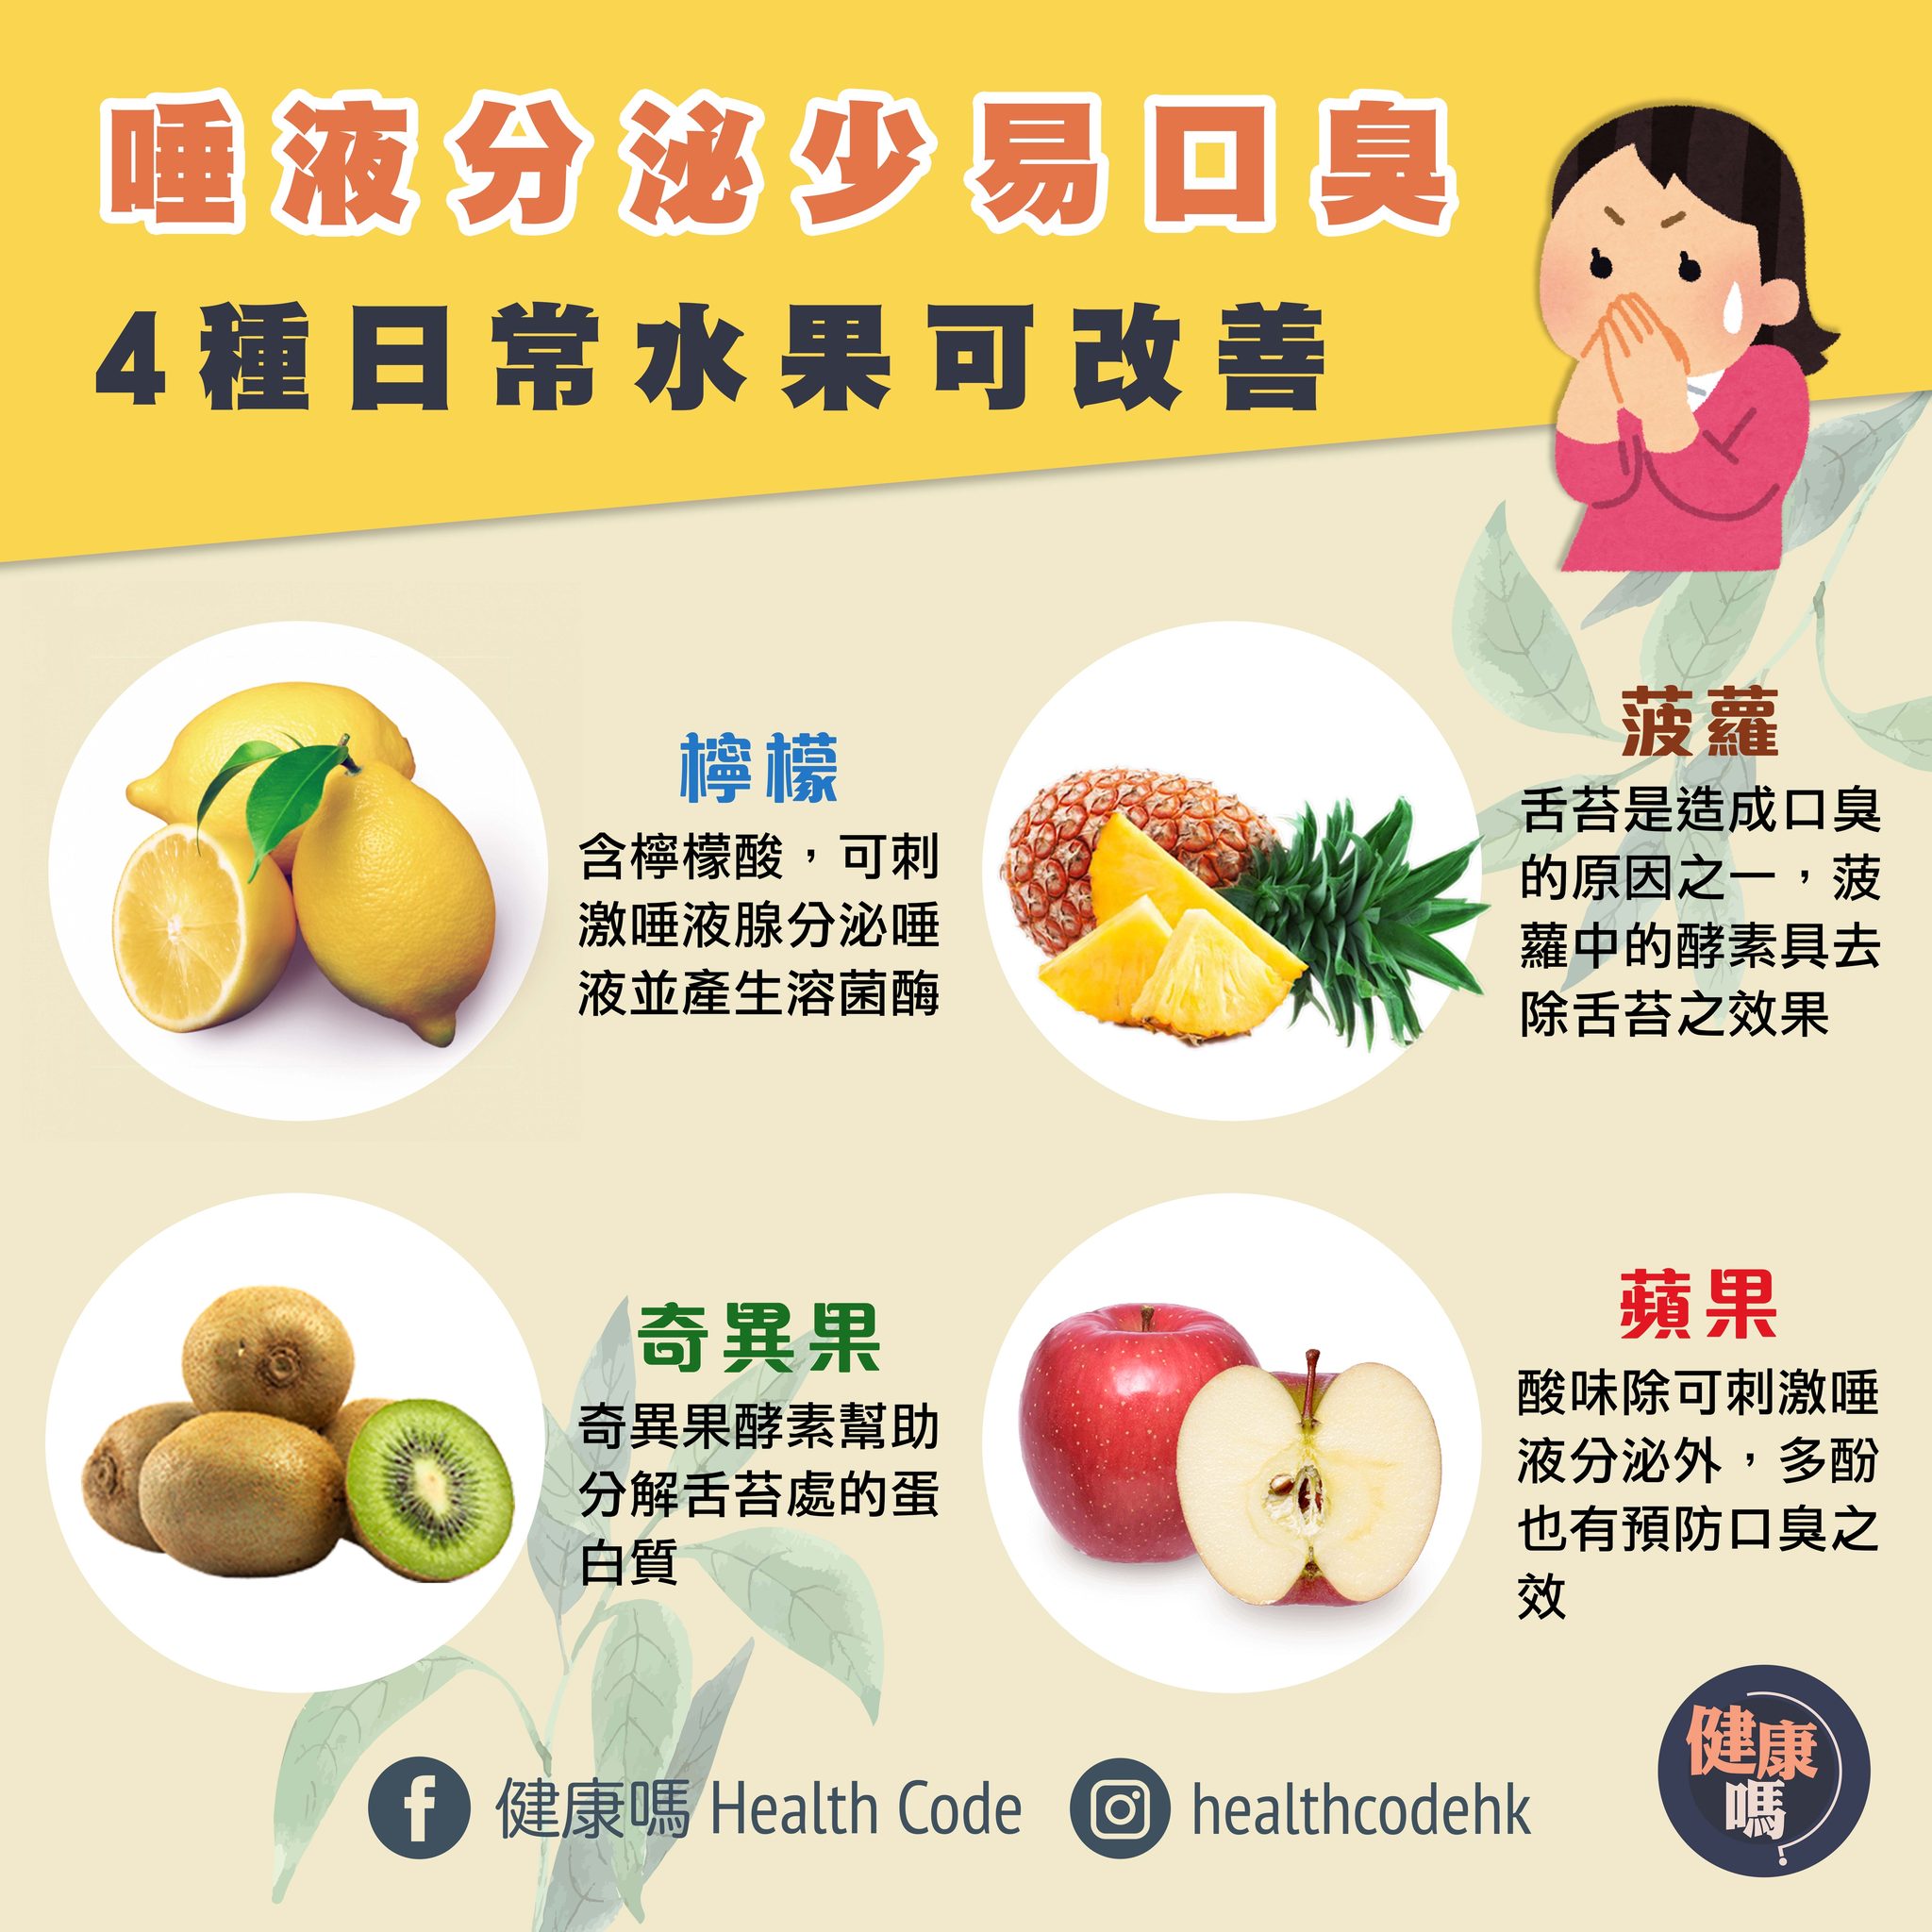 唾液分泌少易口臭
4種日常水果可改善
檸檬
含檸檬酸，可刺
激唾液腺分泌唾
液並產生溶菌酶
菠蘿
舌苔是造成口臭
的原因之一，菠
蘿中的酵素具去
除舌苔之效果
奇異果
奇異果酵素幫助
分解舌苔處的蛋
白質
蘋果
酸味除可刺激唾
液分泌外，多酚
也有預防口臭之
效
健康嗎 Health Code
healthcodehk
健康
嗎?